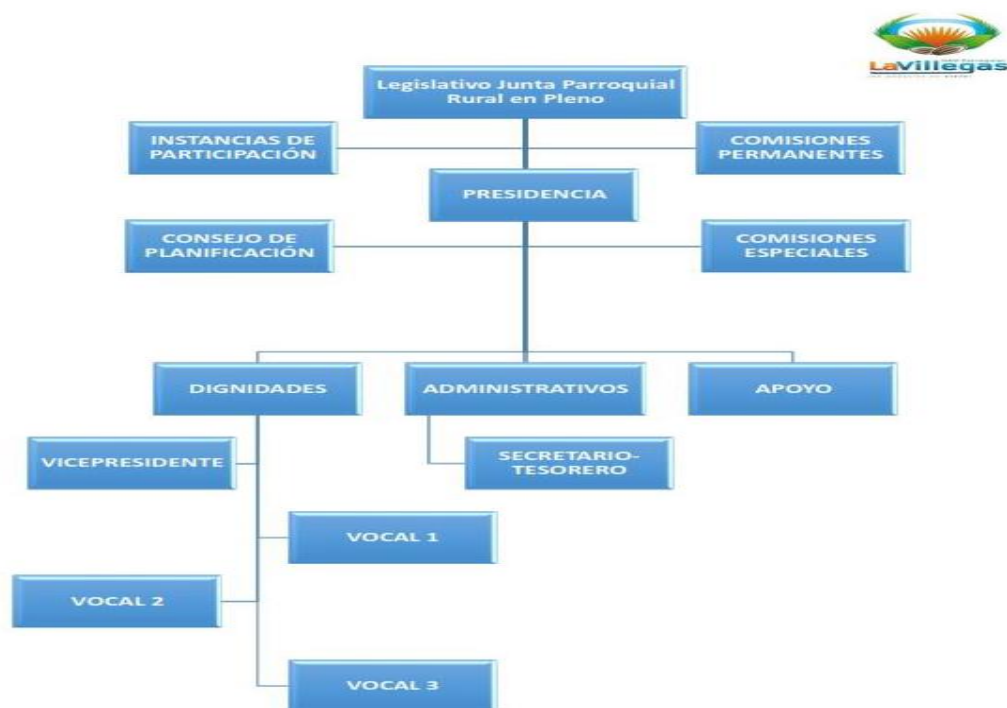 LaVillegas
Legislativo Junta Parroquial
Rural en Pleno
INSTANCIAS DE
PARTICIPACIÓN
COMISIONES
PERMANENTES
PRESIDENCIA
CONSEJO DE
PLANIFICACIÓN
COMISIONES
ESPECIALES
DIGNIDADES
ADMINISTRATIVOS
APOYO
VICEPRESIDENTE
SECRETARIO-
TESORERO
VOCAL 1
VOCAL 2
VOCAL 3